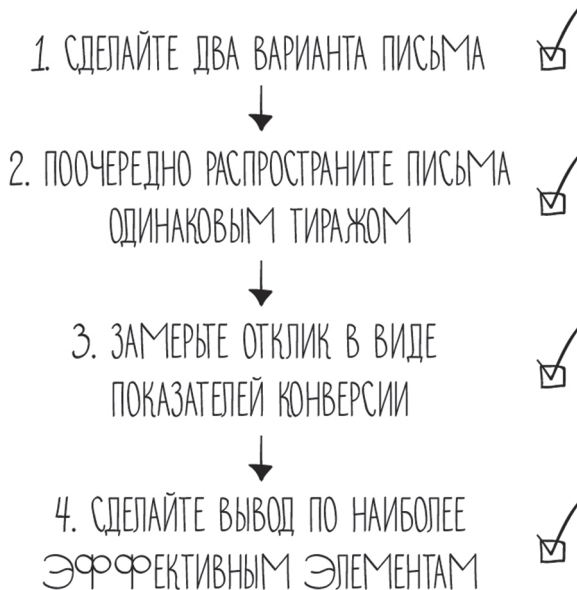 1. СДЕЛАЙТЕ ДВА ВАРИАНТА ПИСЬМА
2. ПООЧЕРЕДНО РАСПРОСТРАНИТЕ ПИСЬМА
ОДИНАКОВЫМ ТИРАЖОМ
3. ЗАМЕРЬТЕ ОТКЛИК В ВИДЕ
ПОКАЗАТЕЛЕЙ КОНВЕРСИИ
4. СДЕЛАЙТЕ ВЫВОД ПО НАИБОЛЕЕ
ЭФФЕКТИВНЫМ ЭЛЕМЕНТАМ